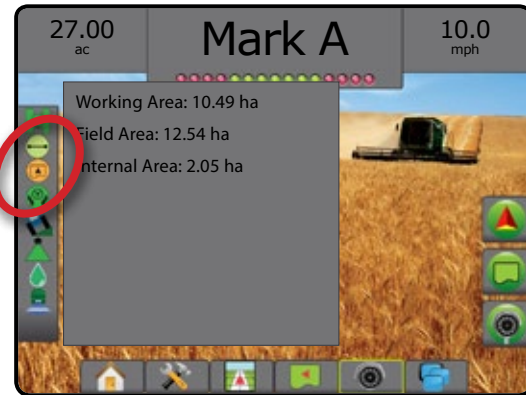 27.00
ac
Mark A
10.0
mph
Working Area: 10.49 ha
Field Area: 12.54 ha
Internal Area: 2.05 ha